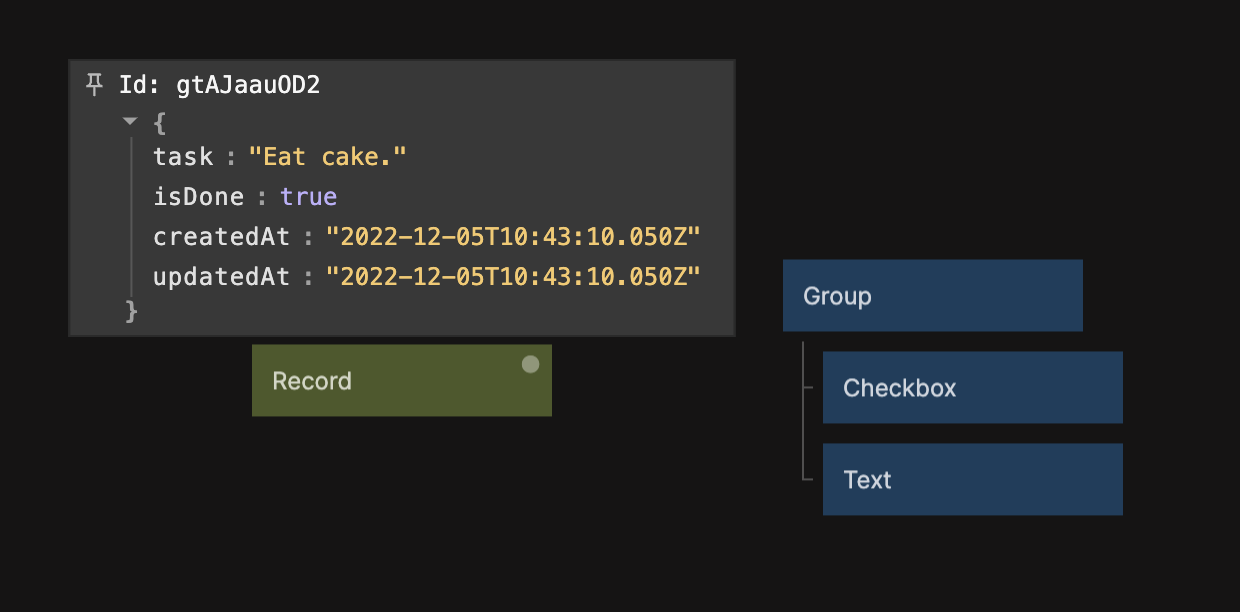 Id: gtAJaauOD2
{
task : "Eat cake."
isDone : true
createdAt : "2022-12-05T10:43:10.050Z"
updatedAt : "2022-12-05T10:43:10.050Z"
}
Record
Group
Checkbox
Text